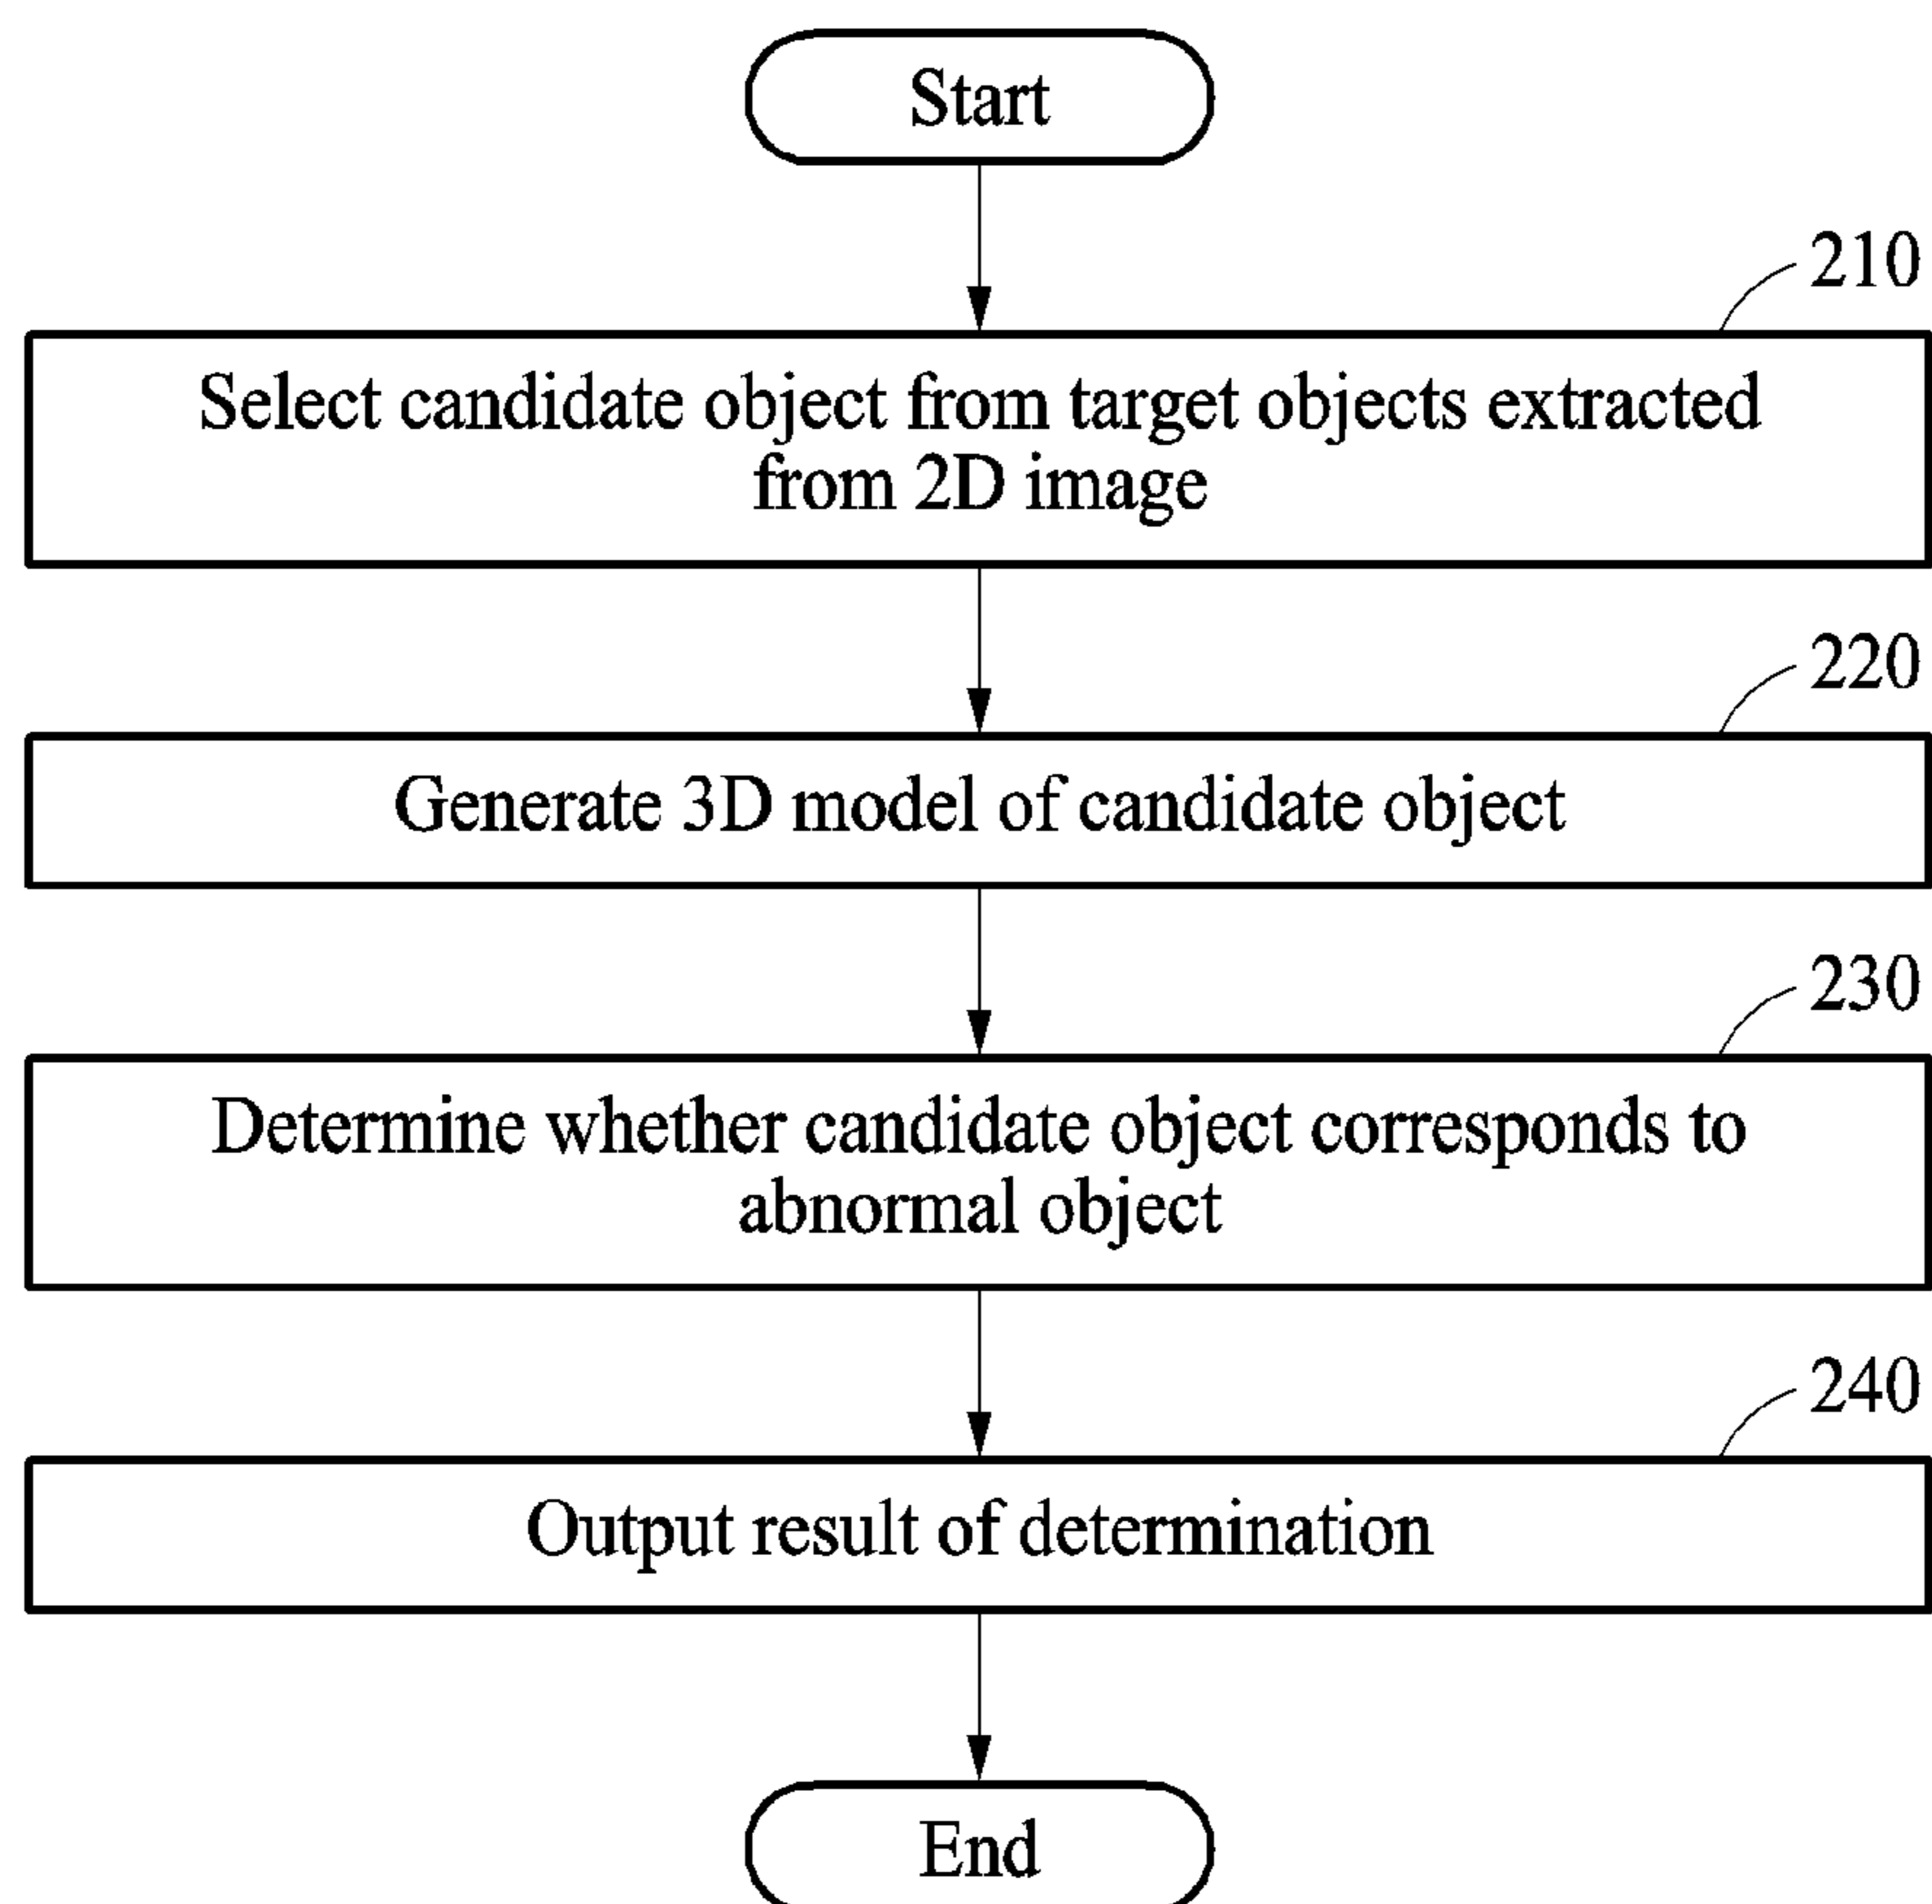 Start
210
Select candidate object from target objects extracted
from 2D image
220
Generate 3D model of candidate object
230
Determine whether candidate object corresponds to
abnormal object
240
Output result of determination
End